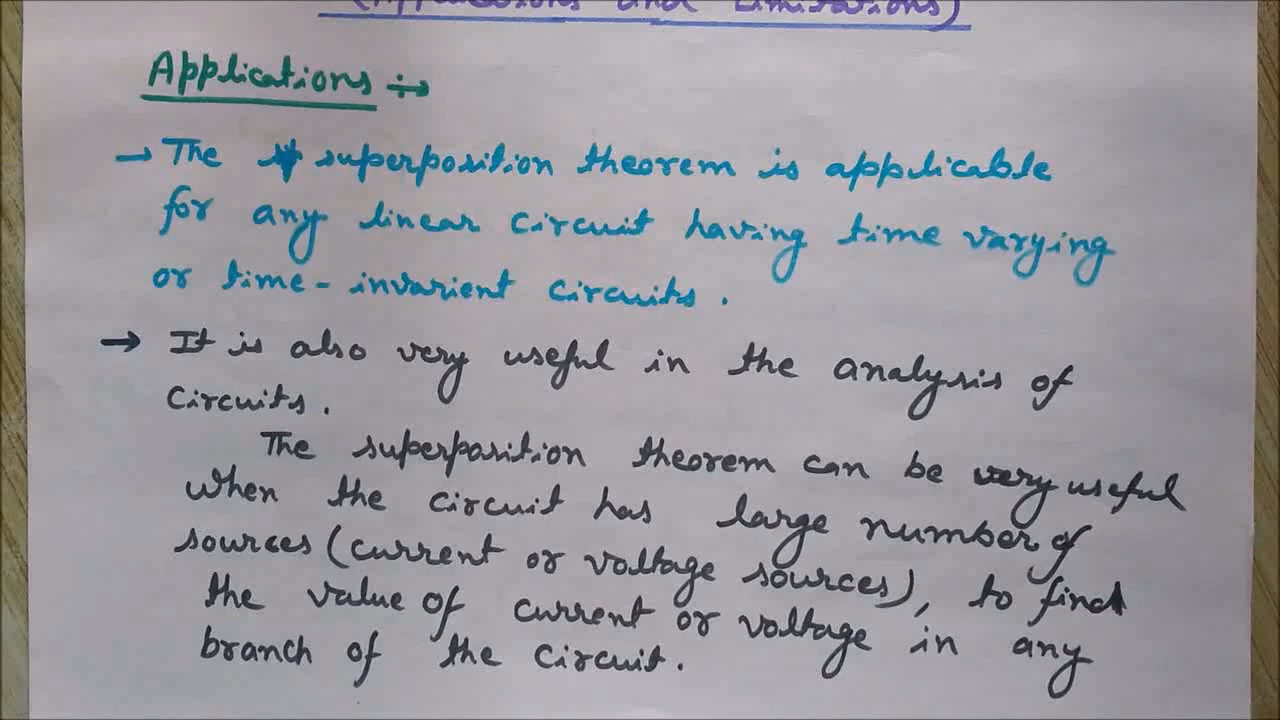 (Applications and Limitations)
Applications :→
→ The superposition theorem is applicable
for any linear circuit having time varying
or time-invarient circuits.
→ It is also very useful in the analysis of
circuits.
The superposition theorem can be very useful
when the circuit has large number of
sources (current or voltage sources), to find
the value of current or voltage in any
branch of the circuit.